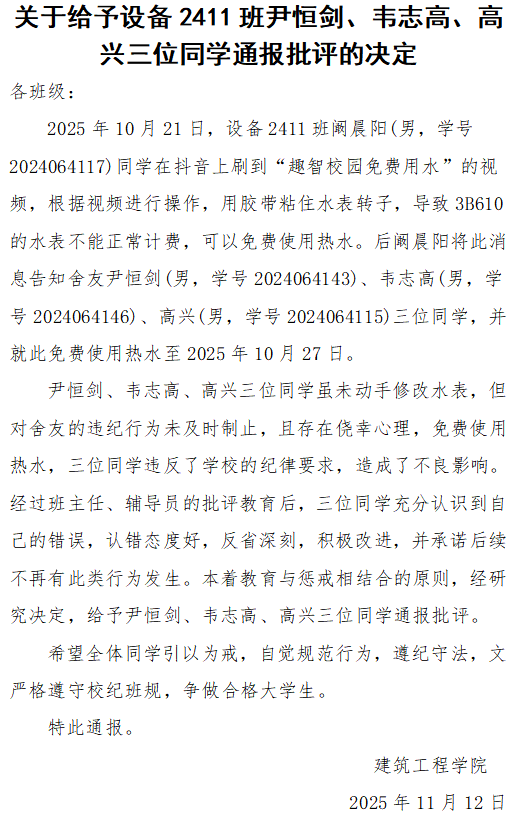 关于给予设备 2411 班尹恒剑、韦志高、高
兴三位同学通报批评的决定
各班级：
2025 年 10 月 21 日，设备 2411 班阚晨阳(男，学号
2024064117)同学在抖音上刷到“趣智校园免费用水”的视
频，根据视频进行操作，用胶带粘住水表转子，导致 3B610
的水表不能正常计费，可以免费使用热水。后阚晨阳将此消
息告知舍友尹恒剑(男，学号 2024064143)、韦志高(男，学
号 2024064146)、高兴(男，学号 2024064115)三位同学，并
就此免费使用热水至 2025 年 10 月 27 日。
尹恒剑、韦志高、高兴三位同学虽未动手修改水表，但
对舍友的违纪行为未及时制止，且存在侥幸心理，免费使用
热水，三位同学违反了学校的纪律要求，造成了不良影响。
经过班主任、辅导员的批评教育后，三位同学充分认识到自
己的错误，认错态度好，反省深刻，积极改进，并承诺后续
不再有此类行为发生。本着教育与惩戒相结合的原则，经研
究决定，给予尹恒剑、韦志高、高兴三位同学通报批评。
希望全体同学引以为戒，自觉规范行为，遵纪守法，文
严格遵守校纪班规，争做合格大学生。
特此通报。
建筑工程学院
2025 年 11 月 12 日